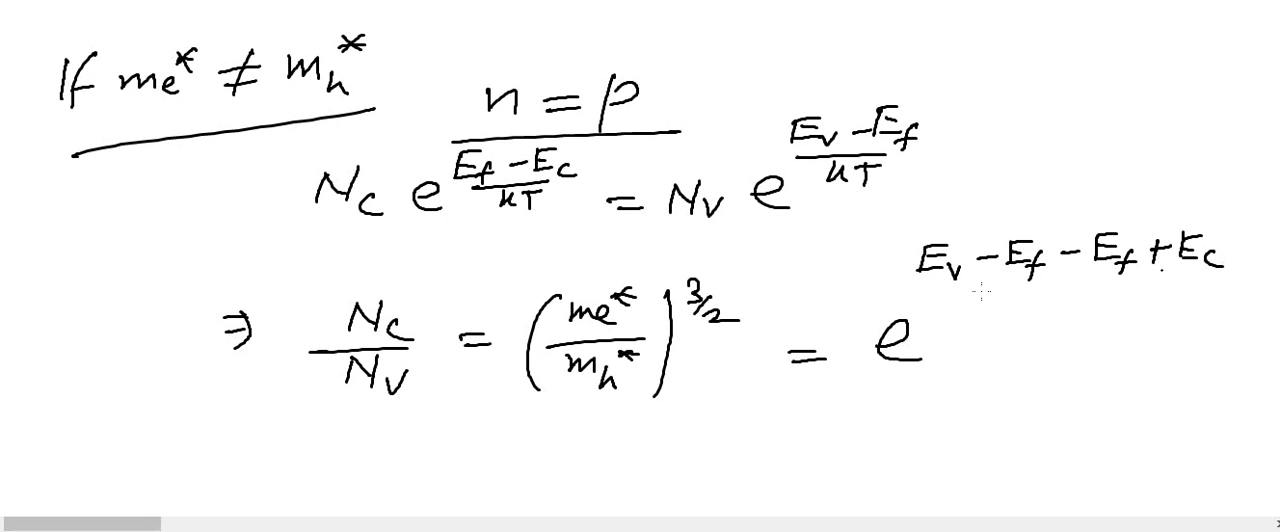 If me* ≠ mh*
n = p
Nc e^(Ef - Ec / kT) = Nv e^(Ev - Ef / kT)
⇒ Nc / Nv = (me* / mh*)^3/2 = e^(Ev - Ef - Ef + Ec)